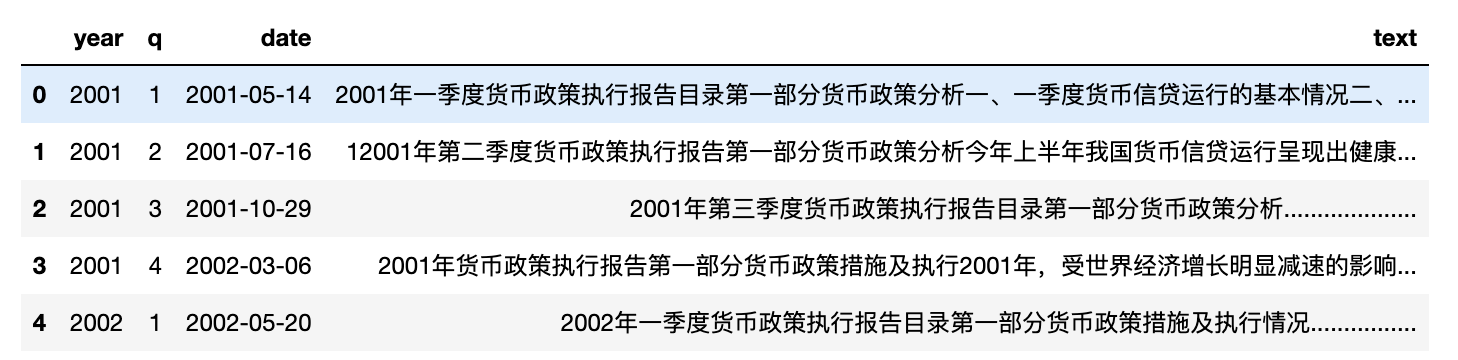 year q date text
0 2001 1 2001-05-14 2001年一季度货币政策执行报告目录第一部分货币政策分析一、一季度货币信贷运行的基本情况二、...
1 2001 2 2001-07-16 12001年第二季度货币政策执行报告第一部分货币政策分析今年上半年我国货币信贷运行呈现出健康...
2 2001 3 2001-10-29 2001年第三季度货币政策执行报告目录第一部分货币政策分析....................
3 2001 4 2002-03-06 2001年货币政策执行报告第一部分货币政策措施及执行2001年，受世界经济增长明显减速的影响...
4 2002 1 2002-05-20 2002年一季度货币政策执行报告目录第一部分货币政策措施及执行情况................